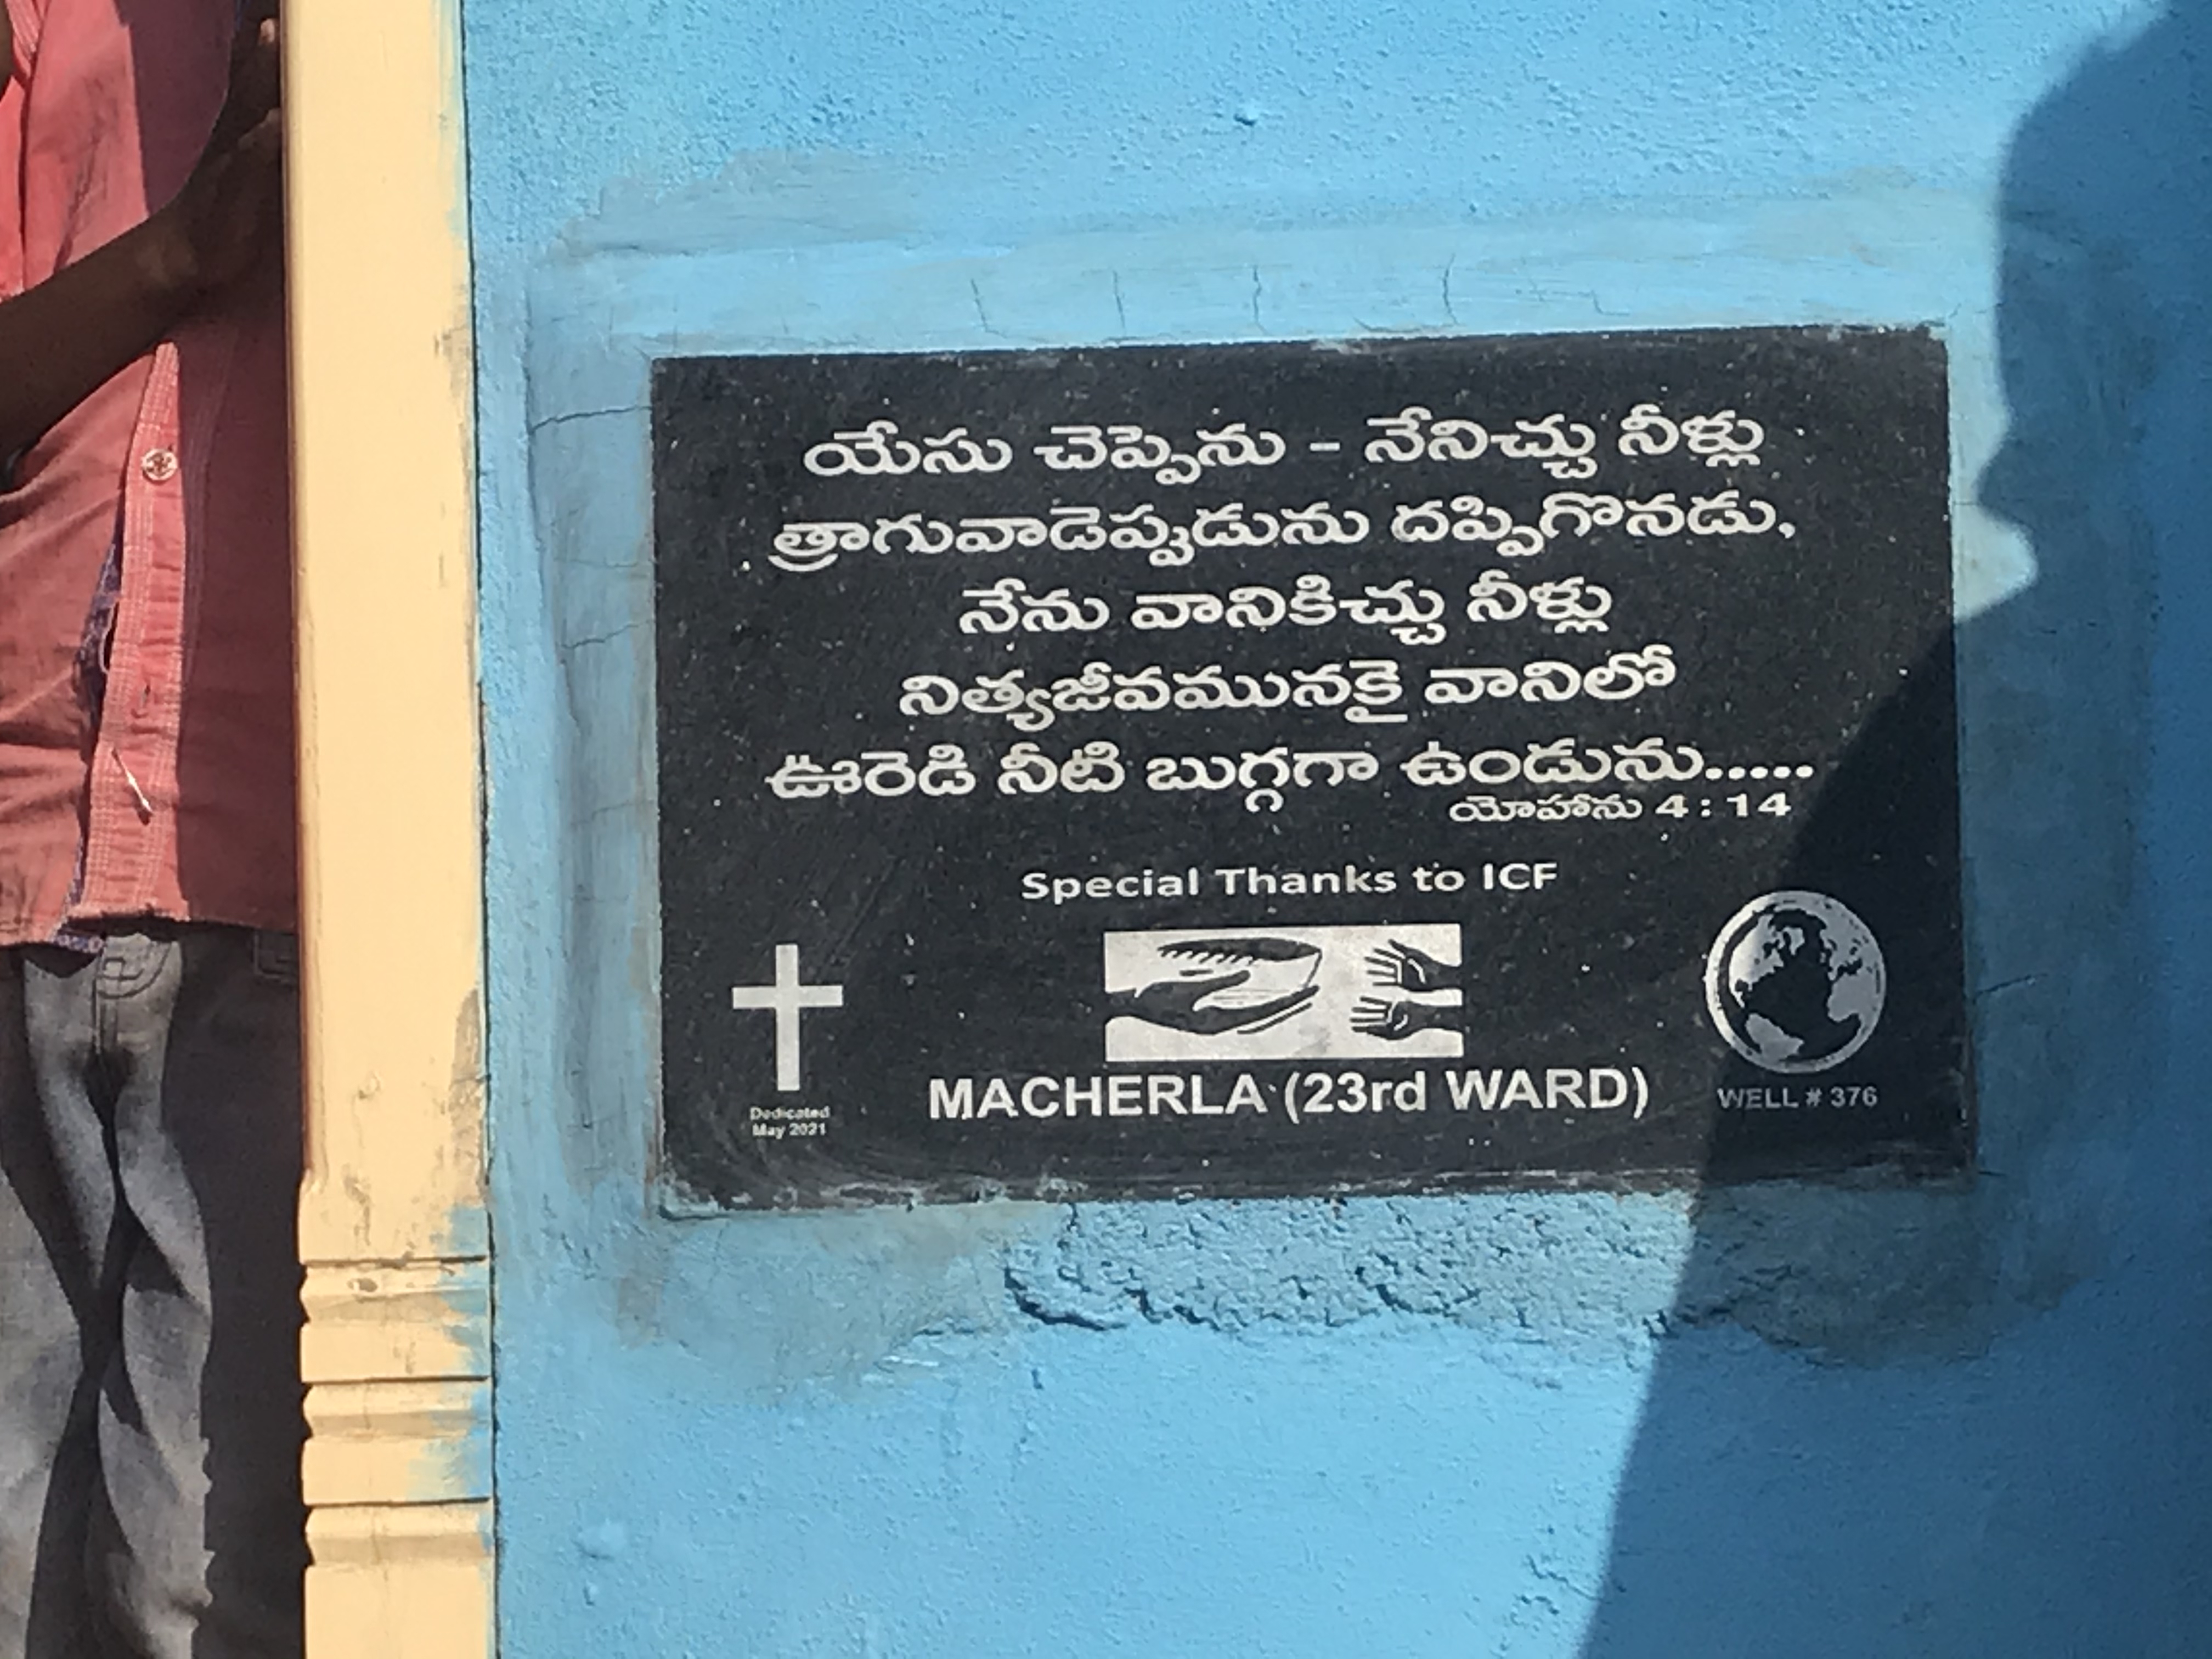 యేసు చెప్పెను - నేనిచ్చు నీళ్లు
త్రాగువాడెప్పడును దప్పిగొనడు,
నేను వానికిచ్చు నీళ్లు
నిత్యజీవమునకై వానిలో
ఊరెడి నీటి బుగ్గగా ఉండును.....
యోహాను 4 : 14
Special Thanks to ICF
Dedicated
May 2021
MACHERLA (23rd WARD)
WELL # 376